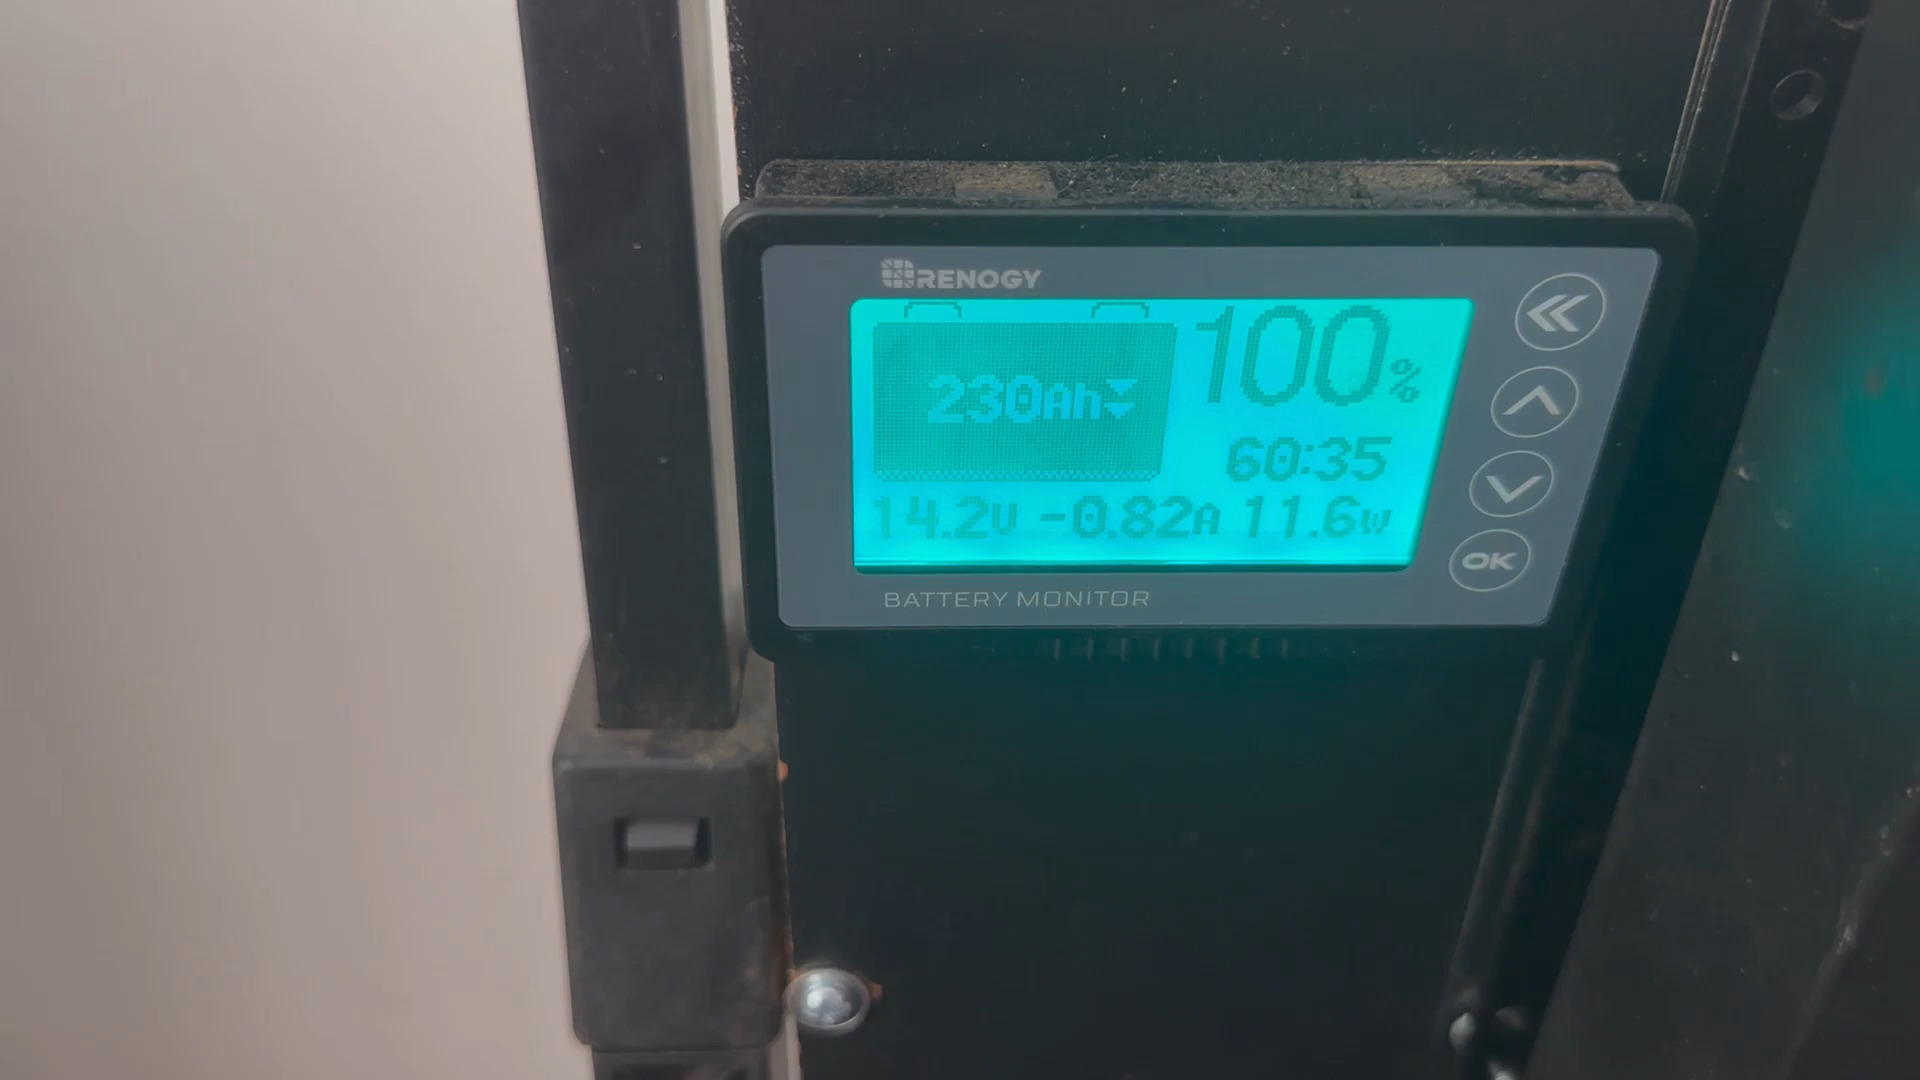 RENOGY
230Ah
100%
60:35
14.2V -0.82A 11.6W
OK
BATTERY MONITOR